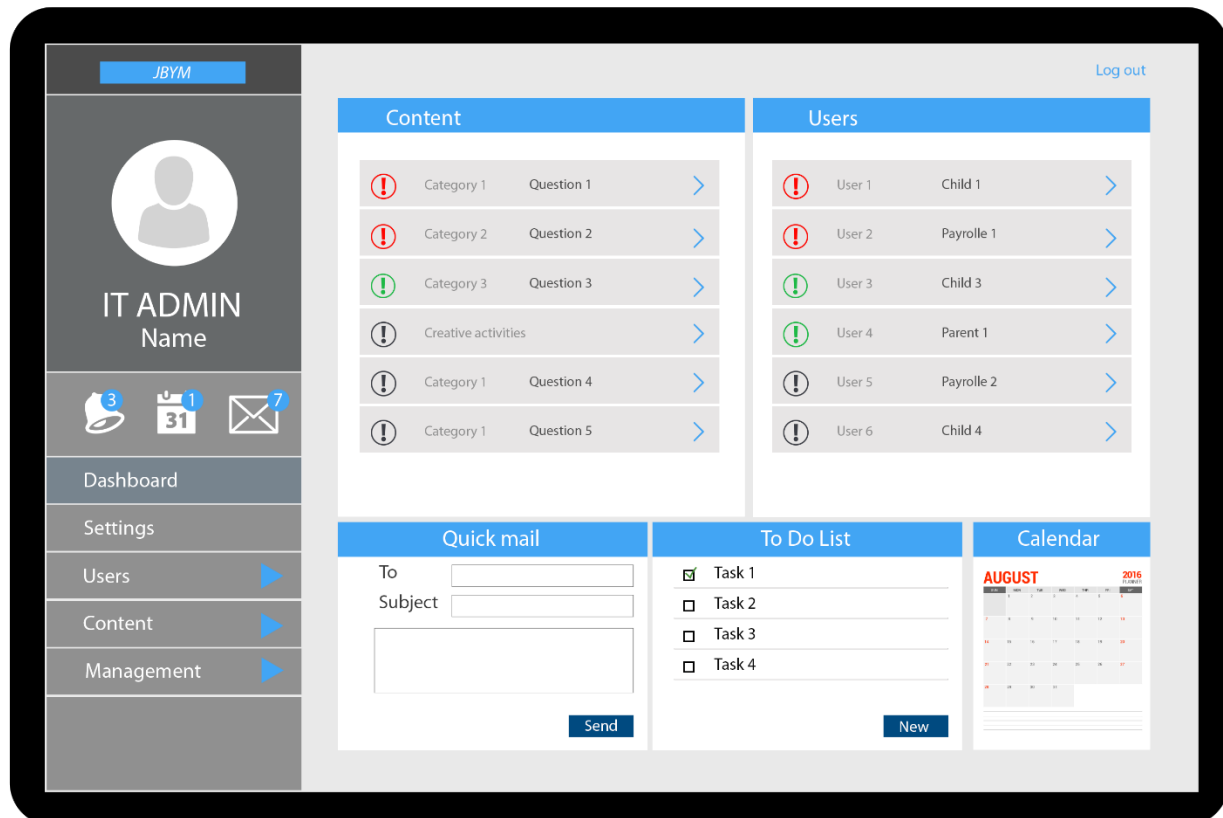 JBYM
Log out
IT ADMIN
Name
3
1
31
7
Dashboard
Settings
Users
Content
Management
Content
Category 1 Question 1
Category 2 Question 2
Category 3 Question 3
Creative activities
Category 1 Question 4
Category 1 Question 5
Users
User 1 Child 1
User 2 Payrolle 1
User 3 Child 3
User 4 Parent 1
User 5 Payrolle 2
User 6 Child 4
Quick mail
To
Subject
Send
To Do List
Task 1
Task 2
Task 3
Task 4
New
Calendar
AUGUST 2016